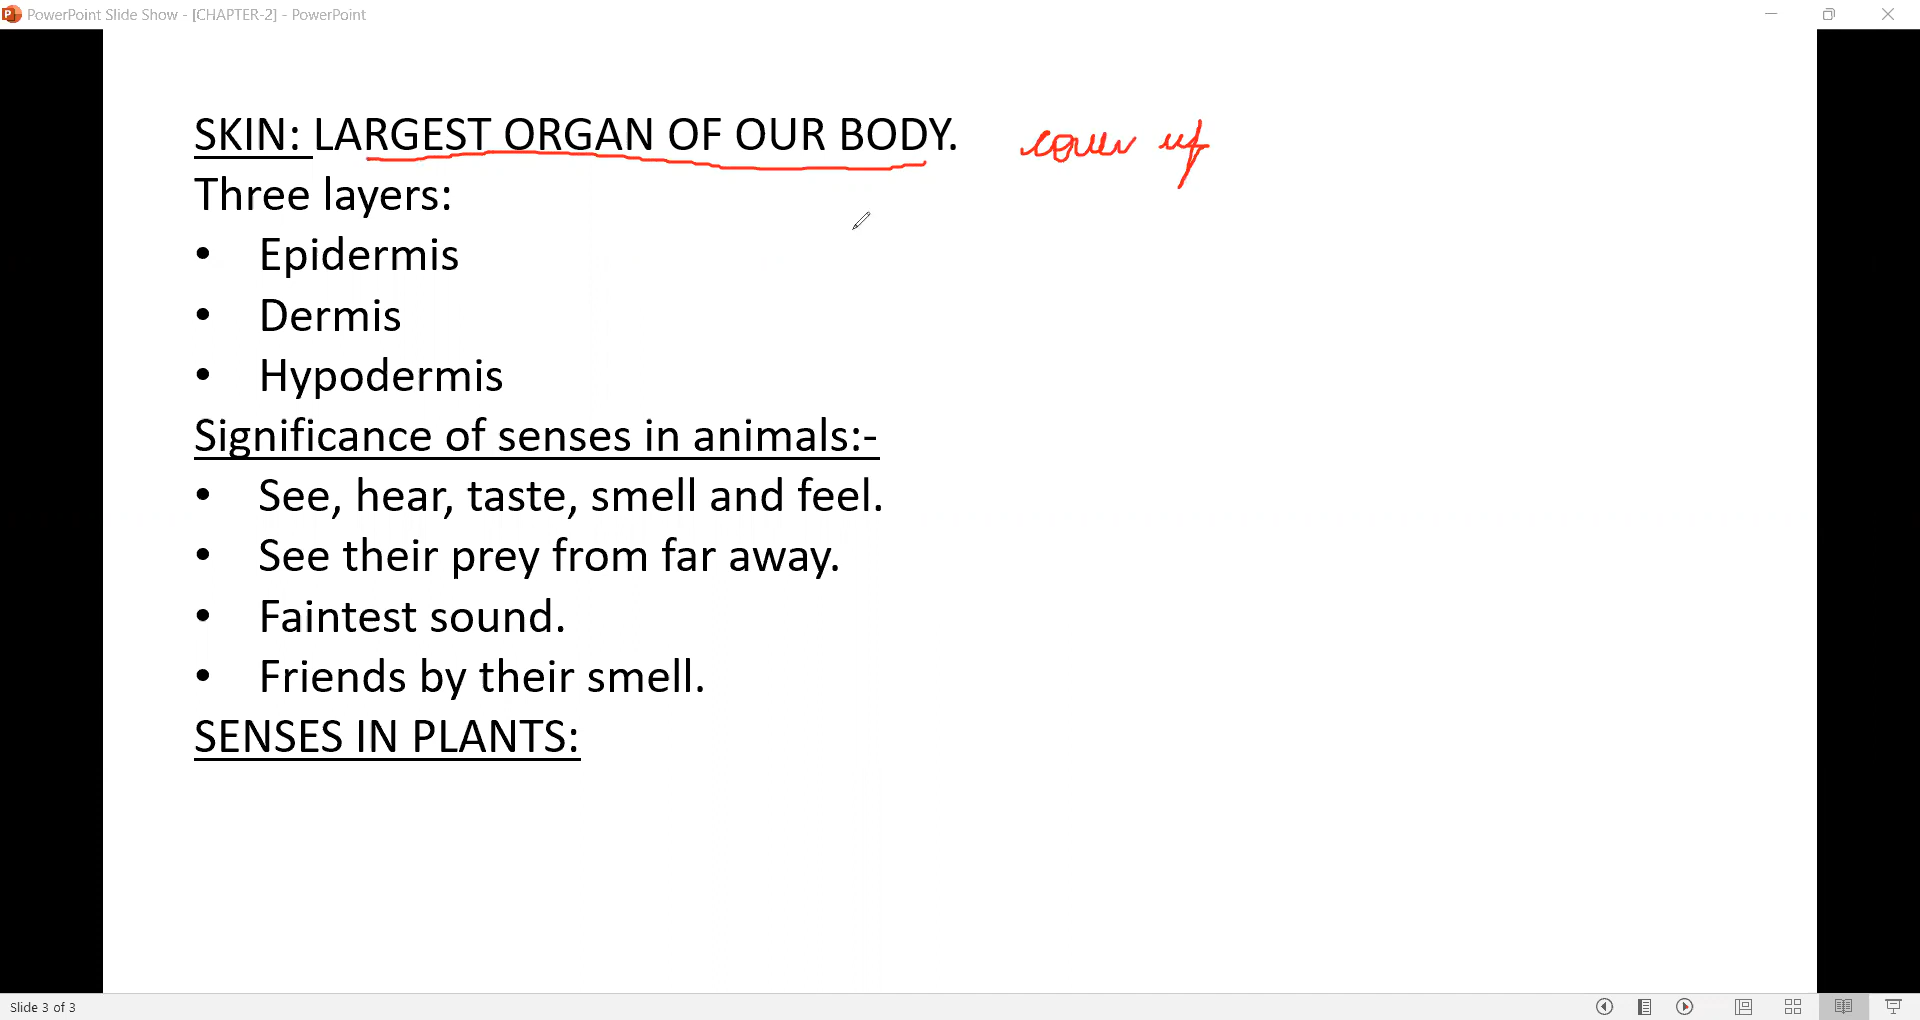 PowerPoint Slide Show - [CHAPTER-2] - PowerPoint
SKIN: LARGEST ORGAN OF OUR BODY. cover up
Three layers:
• Epidermis
• Dermis
• Hypodermis
Significance of senses in animals:-
• See, hear, taste, smell and feel.
• See their prey from far away.
• Faintest sound.
• Friends by their smell.
SENSES IN PLANTS:
Slide 3 of 3